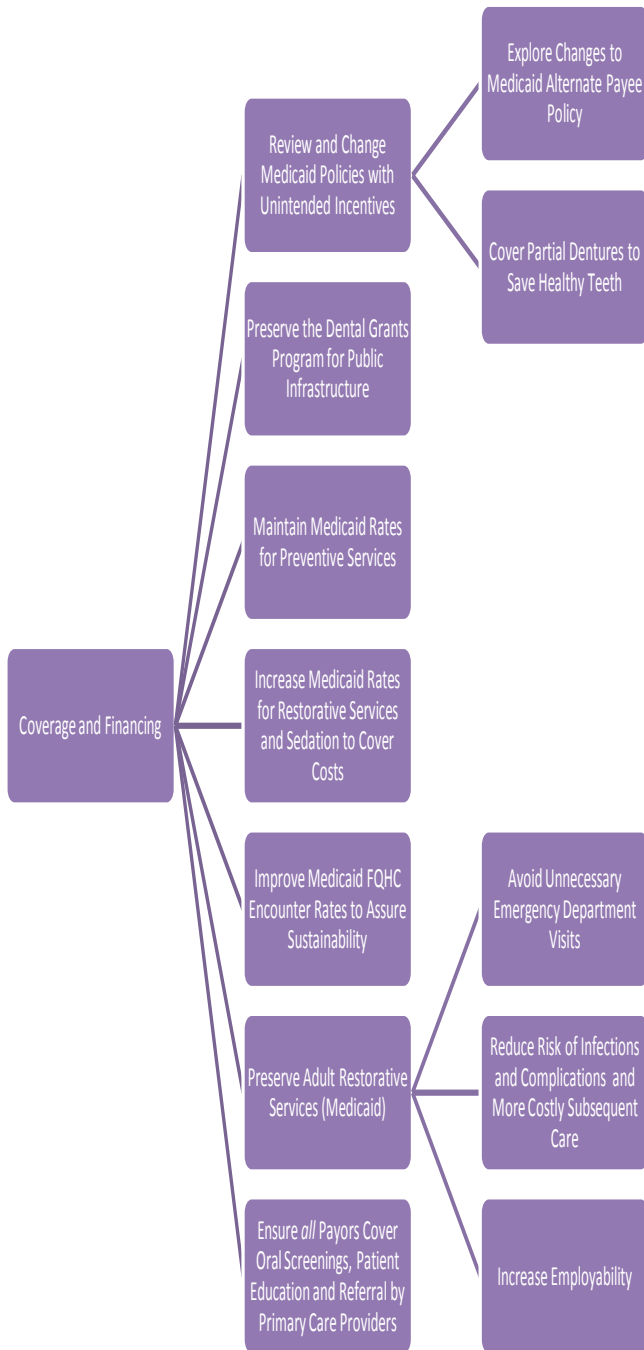 Coverage and Financing
Review and Change
Medicaid Policies with
Unintended Incentives
Explore Changes to
Medicaid Alternate Payee
Policy
Cover Partial Dentures to
Save Healthy Teeth
Preserve the Dental Grants
Program for Public
Infrastructure
Maintain Medicaid Rates
for Preventive Services
Increase Medicaid Rates
for Restorative Services
and Sedation to Cover
Costs
Improve Medicaid FQHC
Encounter Rates to Assure
Sustainability
Preserve Adult Restorative
Services (Medicaid)
Avoid Unnecessary
Emergency Department
Visits
Reduce Risk of Infections
and Complications and
More Costly Subsequent
Care
Increase Employability
Ensure all Payors Cover
Oral Screenings, Patient
Education and Referral by
Primary Care Providers